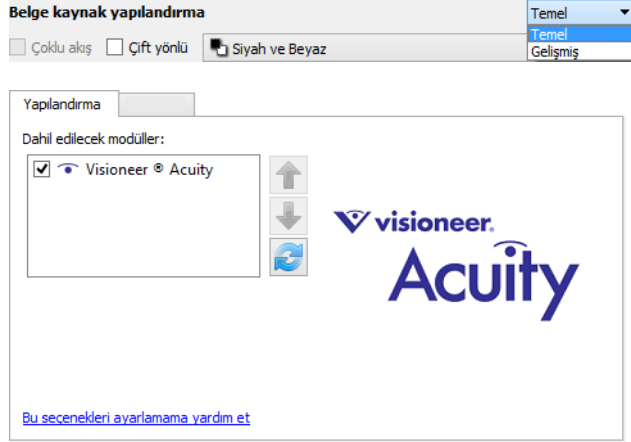 Belge kaynak yapılandırma
Temel
Temel
Gelişmiş
Çoklu akış
Çift yönlü
Siyah ve Beyaz
Yapılandırma
Dahil edilecek modüller:
Visioneer ® Acuity
visioneer.
Acuity
Bu seçenekleri ayarlamama yardım et